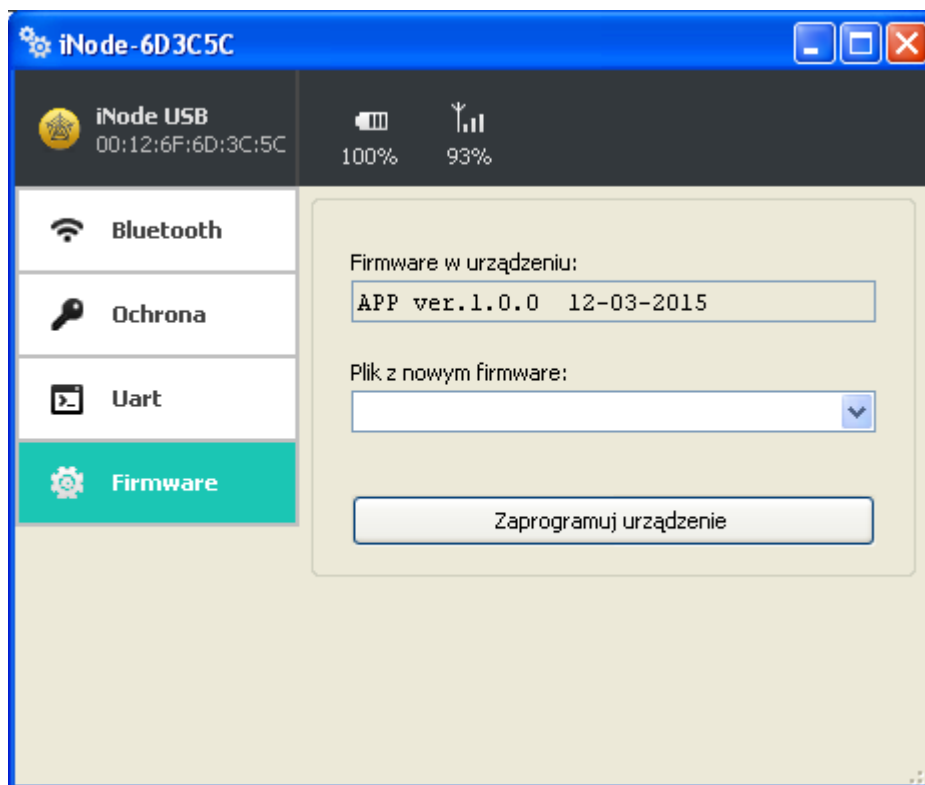 iNode-6D3C5C
iNode USB
00:12:6F:6D:3C:5C
100%
93%
Bluetooth
Ochrona
Uart
Firmware
Firmware w urządzeniu:
APP ver.1.0.0 12-03-2015
Plik z nowym firmware:
Zaprogramuj urządzenie